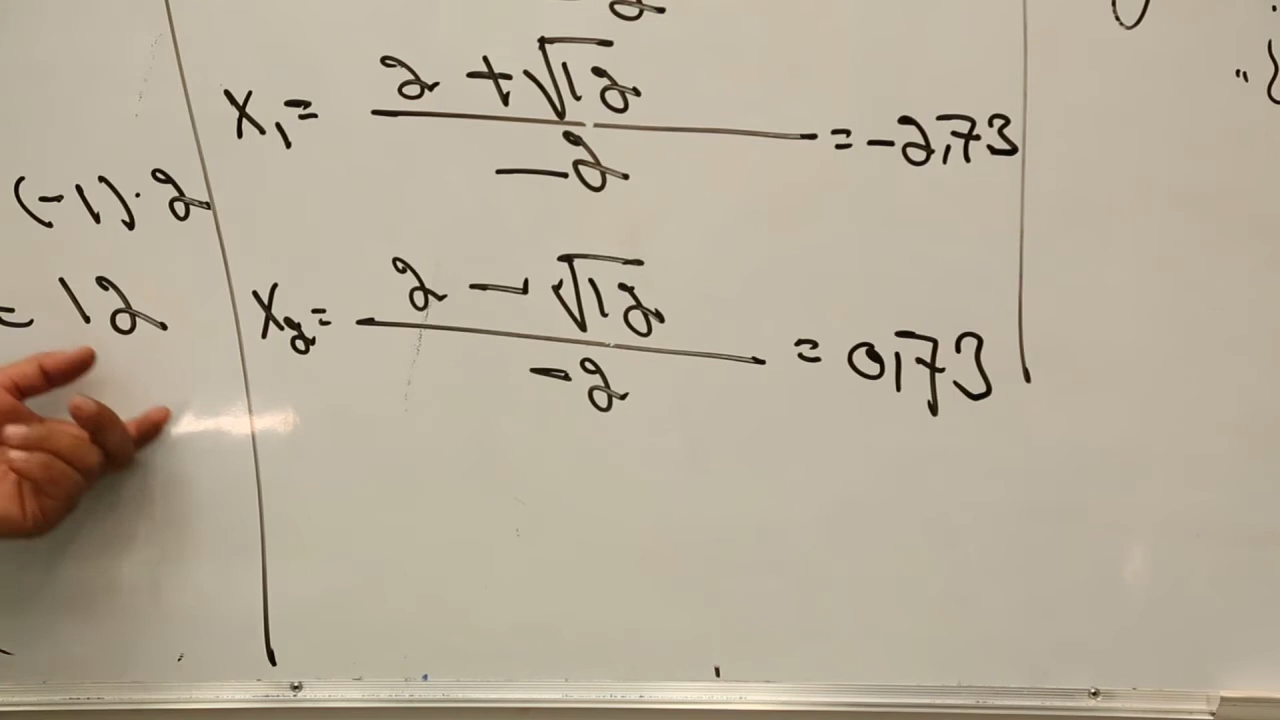 (-1)·2
= 12
x₁= (2 + √12)/(-2) = -2,73
x₂= (2 - √12)/(-2) = 0,73